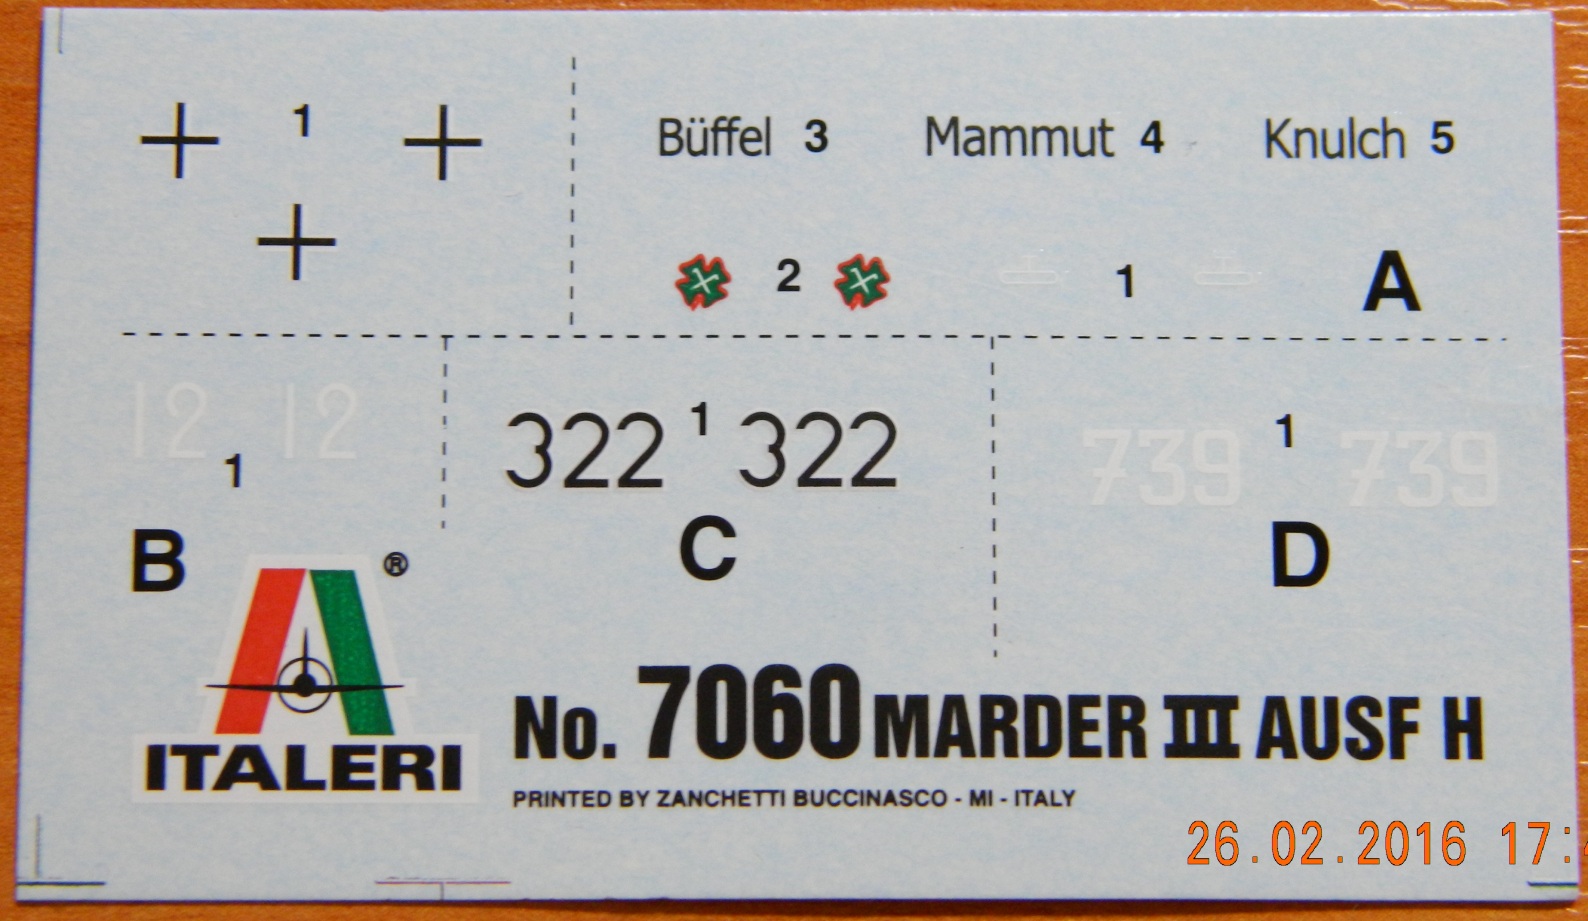 1
Büffel 3 Mammut 4 Knulch 5
2
1
A
12 12
1
B
322 1 322
C
739 1 739
D
®
ITALERI
No. 7060 MARDER III AUSF H
PRINTED BY ZANCHETTI BUCCINASCO - MI - ITALY
26.02.2016 17: